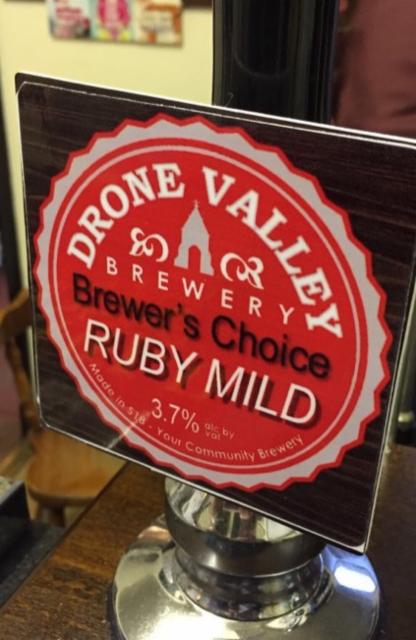 DRONE VALLEY
BREWERY
Brewer's Choice
RUBY MILD
3.7% alc by
vol
Made in S18 - Your Community Brewery